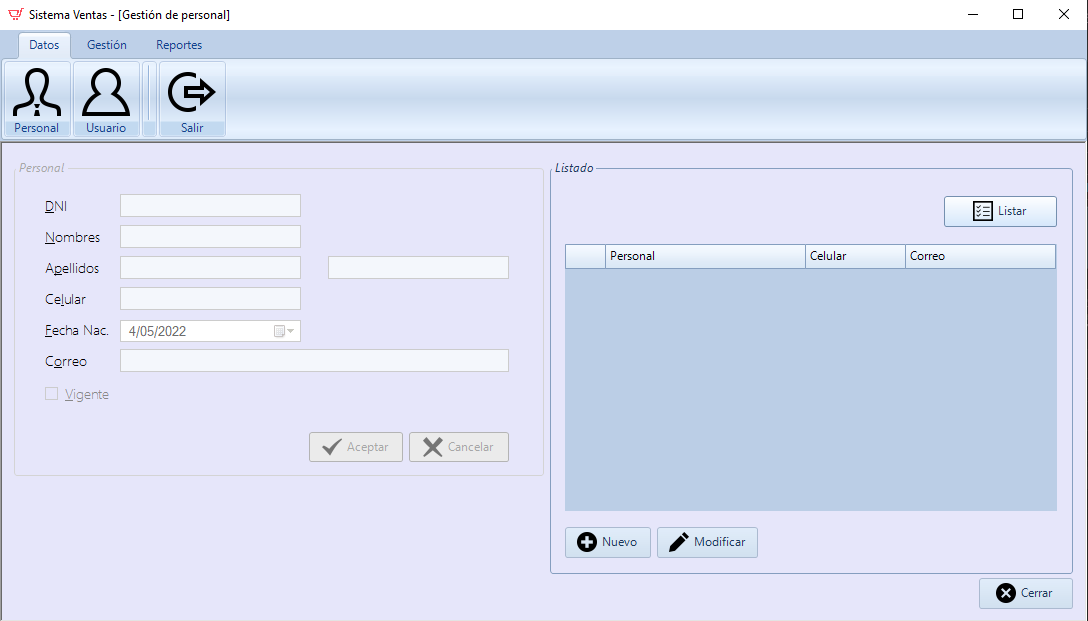 Sistema Ventas - [Gestión de personal]
Datos Gestión Reportes
Personal Usuario Salir
Personal
DNI
Nombres
Apellidos
Celular
Fecha Nac. 4/05/2022
Correo
Vigente
Aceptar Cancelar
Listado
Listar
Personal Celular Correo
Nuevo Modificar
Cerrar